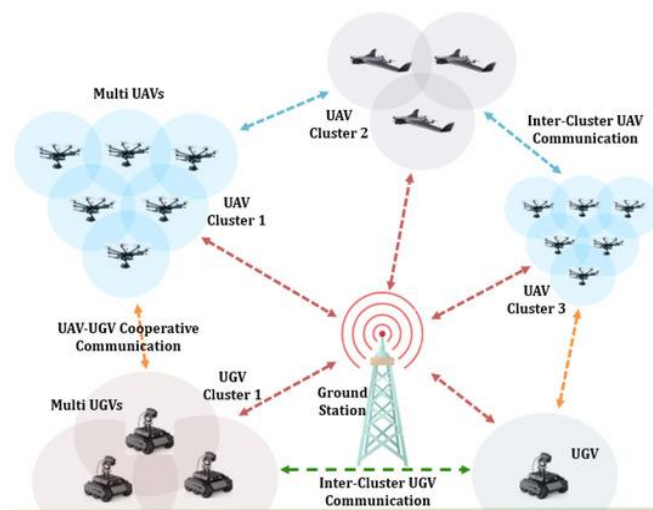 Multi UAVs
UAV
Cluster 2
Inter-Cluster UAV
Communication
UAV
Cluster 1
UAV
Cluster 3
UAV-UGV Cooperative
Communication
UGV
Cluster 1
Ground
Station
Multi UGVs
UGV
Inter-Cluster UGV
Communication